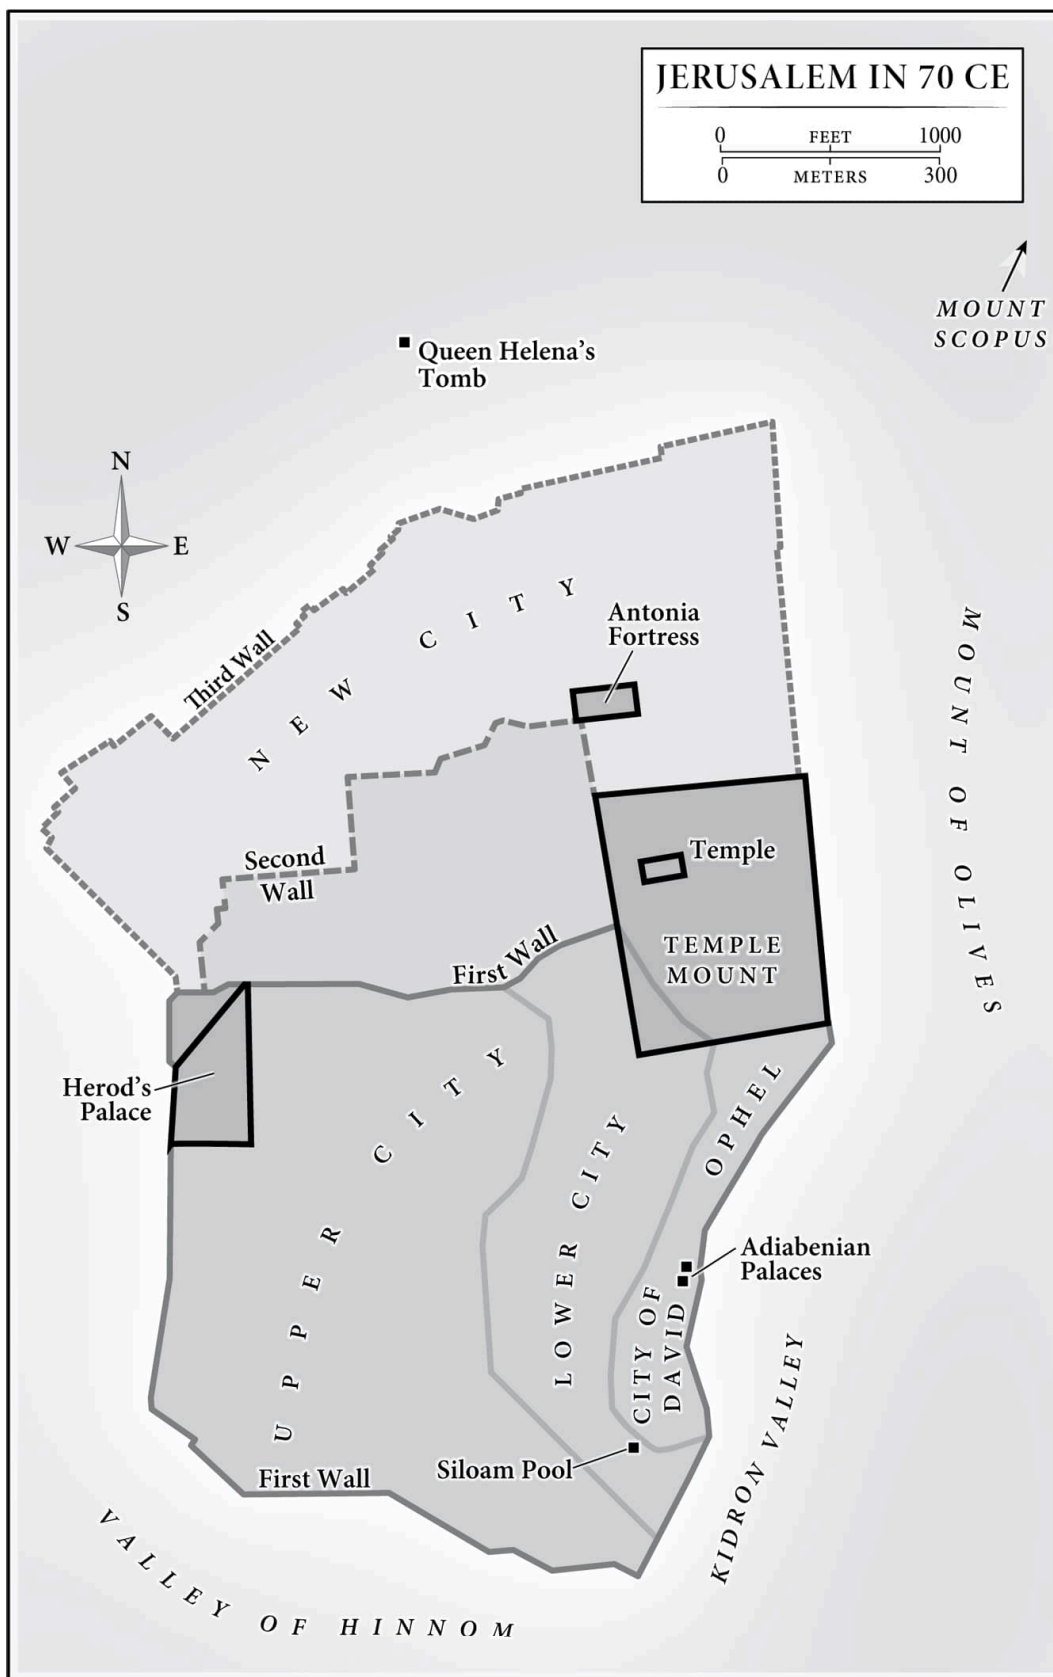 JERUSALEM IN 70 CE
0 FEET 1000
0 METERS 300
MOUNT
SCOPUS
Queen Helena’s
Tomb
N
W E
S
Third Wall
NEW CITY
Antonia
Fortress
MOUNT OF OLIVES
Second
Wall
Temple
TEMPLE
MOUNT
First Wall
Herod’s
Palace
UPPER CITY
LOWER CITY
OPHEL
Adiabenian
Palaces
CITY OF
DAVID
KIDRON VALLEY
Siloam Pool
First Wall
VALLEY OF HINNOM